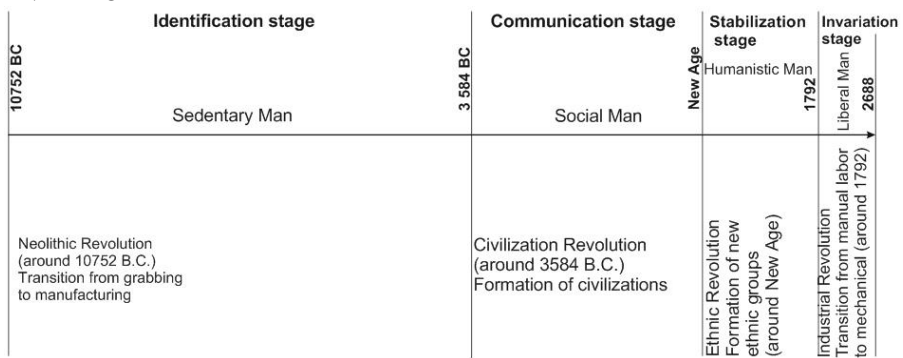 Identification stage
Communication stage
Stabilization
stage
Invariation
stage
10752 BC
3 584 BC
New Age
Humanistic Man
1792
Liberal Man
2688
Sedentary Man
Social Man
Neolithic Revolution
(around 10752 B.C.)
Transition from grabbing
to manufacturing
Civilization Revolution
(around 3584 B.C.)
Formation of civilizations
Ethnic Revolution
Formation of new
ethnic groups
(around New Age)
Industrial Revolution
Transition from manual labor
to mechanical (around 1792)